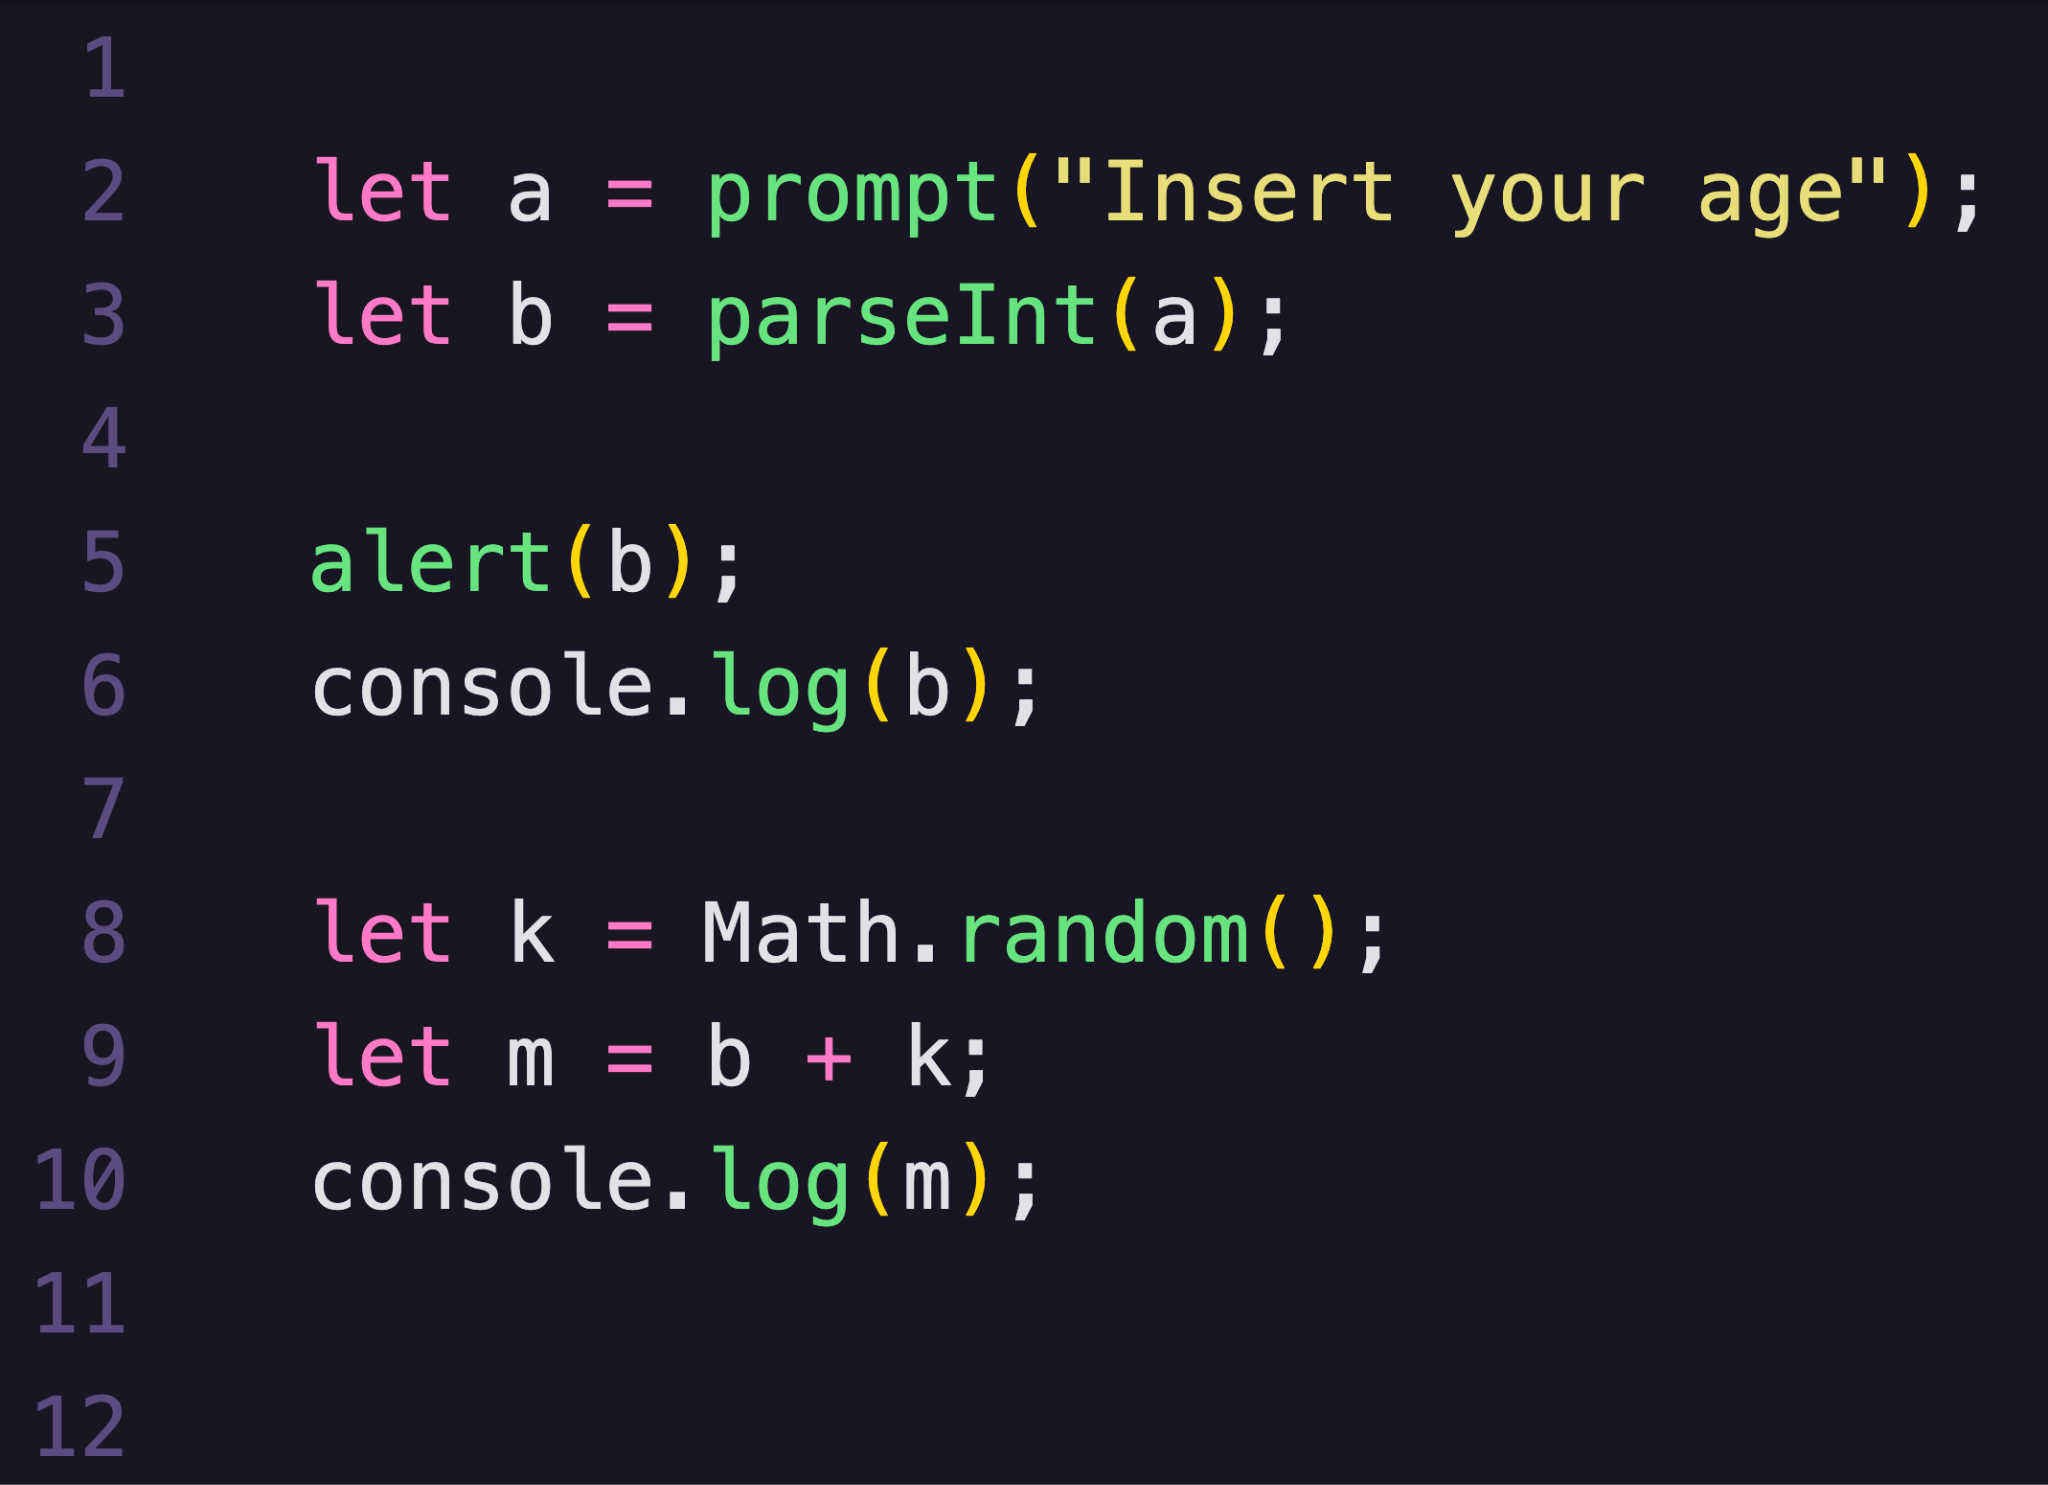 1
2 let a = prompt("Insert your age");
3 let b = parseInt(a);
4
5 alert(b);
6 console.log(b);
7
8 let k = Math.random();
9 let m = b + k;
10 console.log(m);
11
12